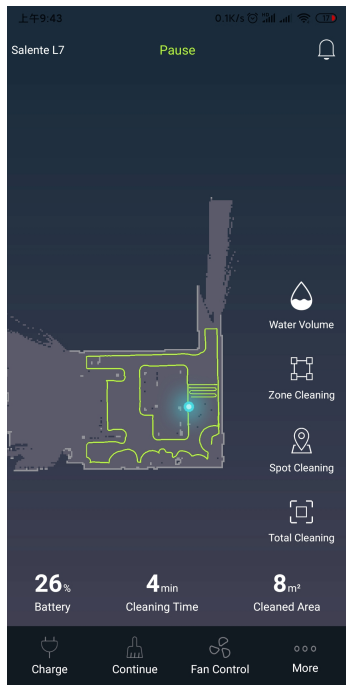 上午9:43
0.1K/s
Salente L7
Pause
Water Volume
Zone Cleaning
Spot Cleaning
Total Cleaning
26% 4min 8m²
Battery Cleaning Time Cleaned Area
Charge Continue Fan Control More